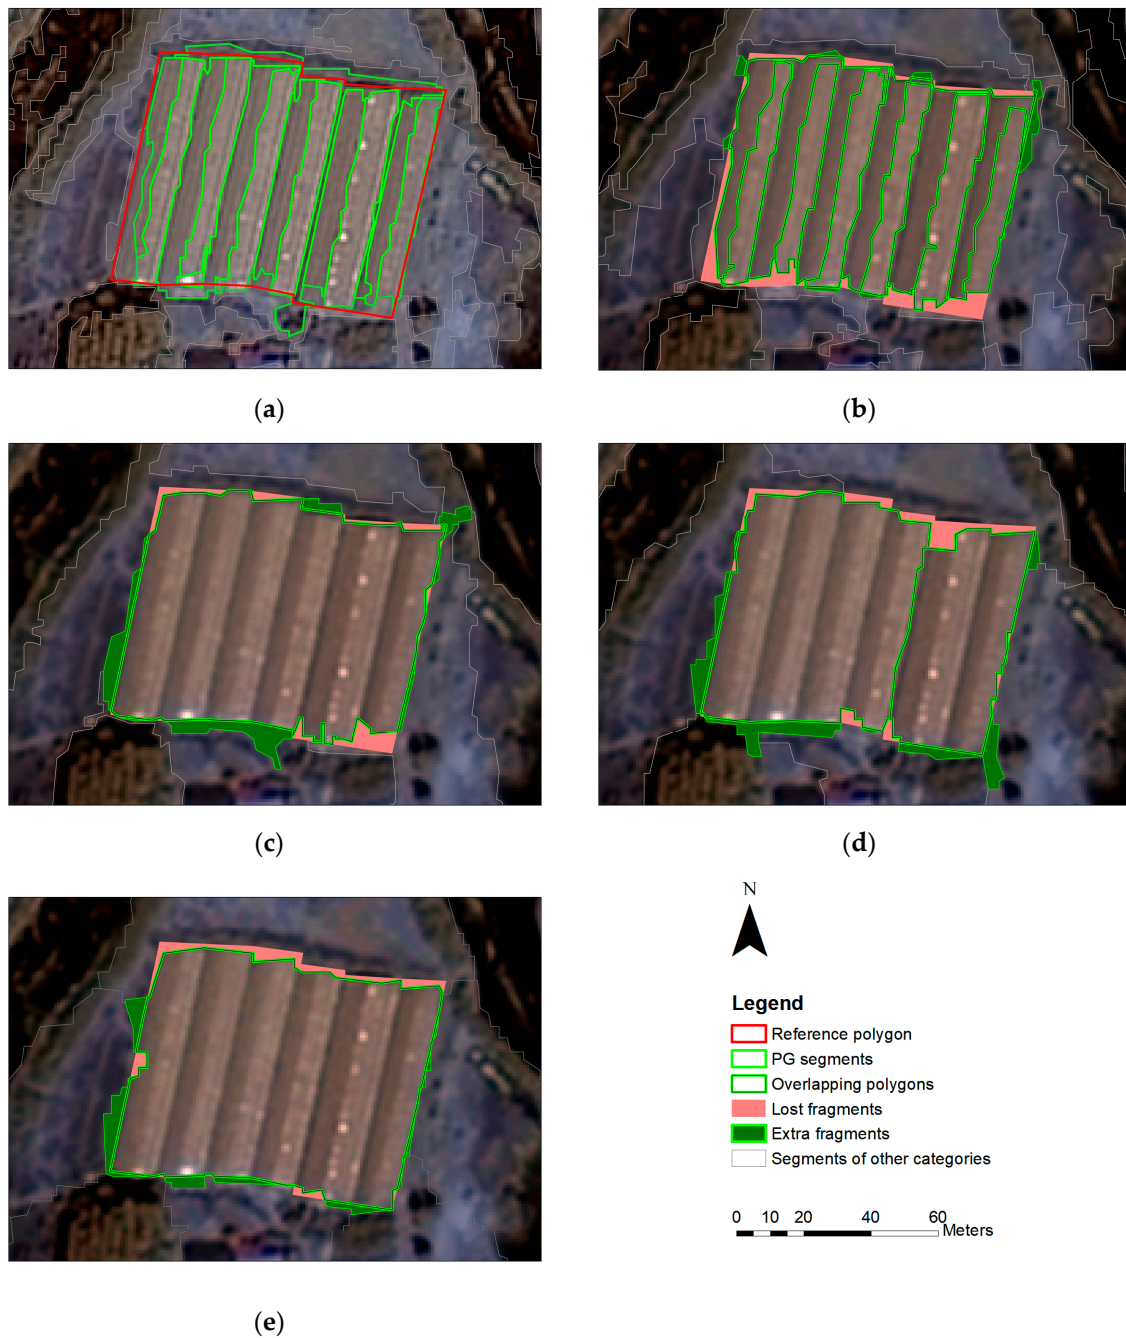 (a)
(b)
(c)
(d)
N
Legend
Reference polygon
PG segments
Overlapping polygons
Lost fragments
Extra fragments
Segments of other categories
0 10 20 40 60
Meters
(e)